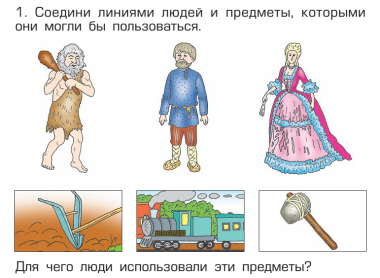 1. Соедини линиями людей и предметы, которыми
они могли бы пользоваться.
Для чего люди использовали эти предметы?